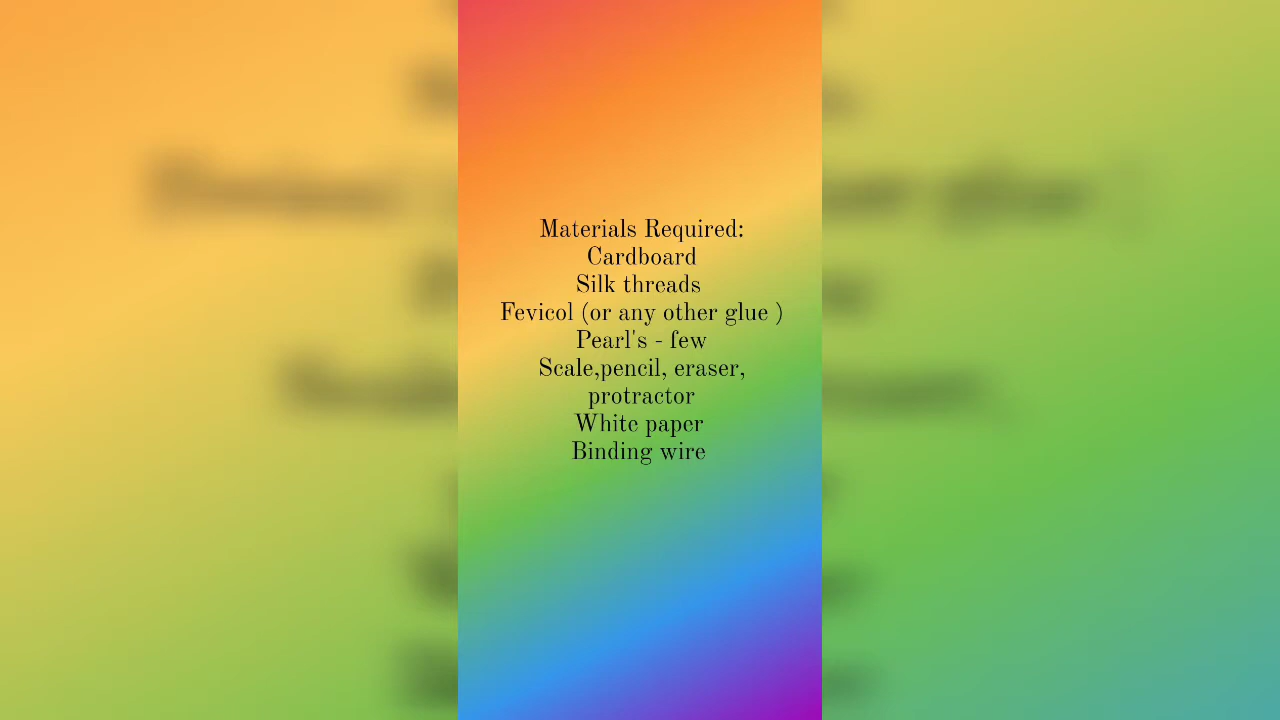 Materials Required:
Cardboard
Silk threads
Fevicol (or any other glue )
Pearl's - few
Scale,pencil, eraser,
protractor
White paper
Binding wire